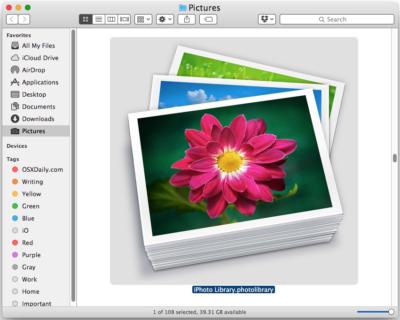 Pictures
Search
Favorites
All My Files
iCloud Drive
AirDrop
Applications
Desktop
Documents
Downloads
Pictures
Devices
Tags
OSXDaily.com
Writing
Yellow
Green
Blue
iO
Red
Purple
Gray
Work
Home
Important
iPhoto Library.photolibrary
1 of 108 selected, 39.31 GB available